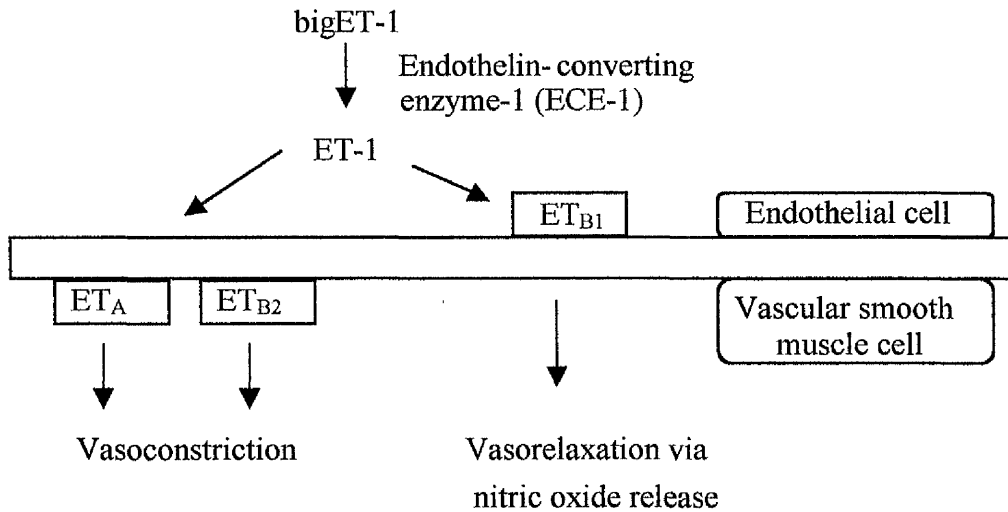 bigET-1
Endothelin- converting
enzyme-1 (ECE-1)
ET-1
ETB1
Endothelial cell
ETA
ETB2
Vascular smooth
muscle cell
Vasoconstriction
Vasorelaxation via
nitric oxide release